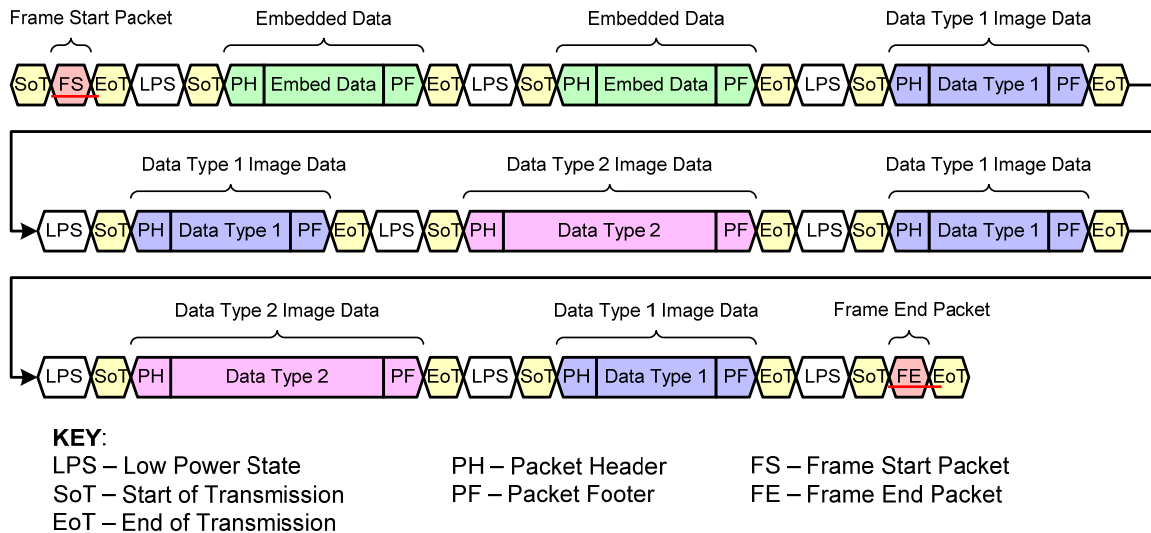 Frame Start Packet Embedded Data Embedded Data Data Type 1 Image Data
SoT FS EoT LPS SoT PH Embed Data PF EoT LPS SoT PH Embed Data PF EoT LPS SoT PH Data Type 1 PF EoT
Data Type 1 Image Data Data Type 2 Image Data Data Type 1 Image Data
LPS SoT PH Data Type 1 PF EoT LPS SoT PH Data Type 2 PF EoT LPS SoT PH Data Type 1 PF EoT
Data Type 2 Image Data Data Type 1 Image Data Frame End Packet
LPS SoT PH Data Type 2 PF EoT LPS SoT PH Data Type 1 PF EoT LPS SoT FE EoT
KEY:
LPS – Low Power State PH – Packet Header FS – Frame Start Packet
SoT – Start of Transmission PF – Packet Footer FE – Frame End Packet
EoT – End of Transmission